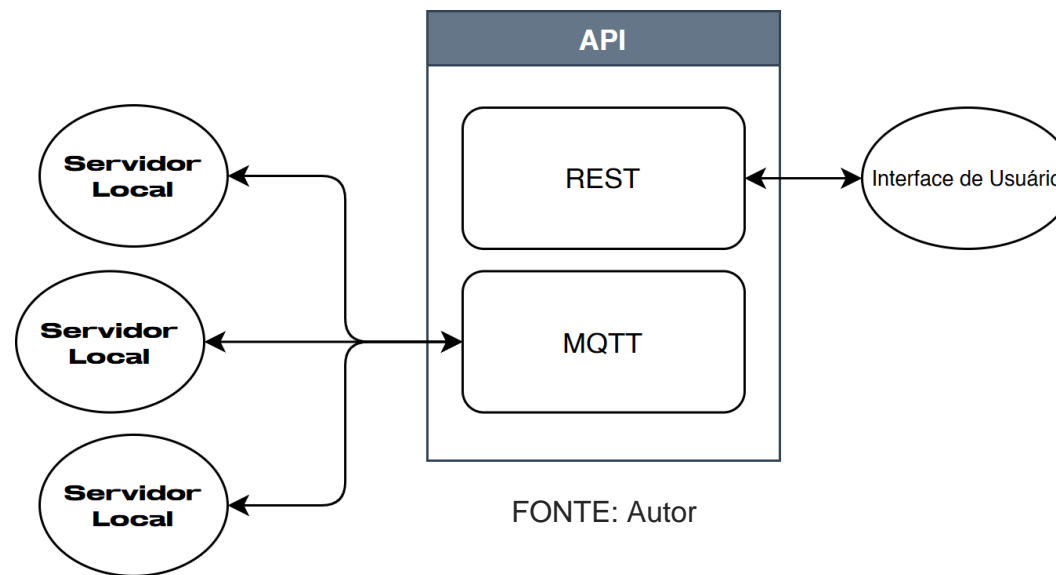 API
Servidor
Local
REST
Interface de Usuário
Servidor
Local
MQTT
Servidor
Local
FONTE: Autor